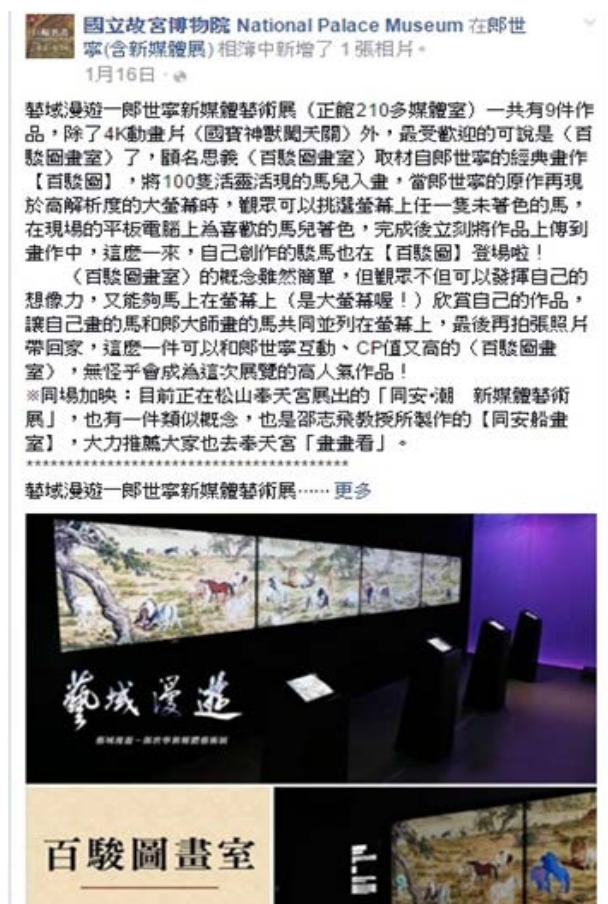 國立故宮博物院 National Palace Museum 在郎世
寧(含新媒體展) 相簿中新增了 1 張相片。
1月16日 ·
藝域漫遊—郎世寧新媒體藝術展（正館210多媒體室）一共有9件作
品，除了4K動畫片〈國寶神獸闖天關〉外，最受歡迎的可說是〈百
駿圖畫室〉了，顧名思義〈百駿圖畫室〉取材自郎世寧的經典畫作
【百駿圖】，將100隻活靈活現的馬兒入畫，當郎世寧的原作再現
於高解析度的大螢幕時，觀眾可以挑選螢幕上任一隻未著色的馬，
在現場的平板電腦上為喜歡的馬兒著色，完成後立刻將作品上傳到
畫作中，這麼一來，自己創作的駿馬也在【百駿圖】登場啦！
〈百駿圖畫室〉的概念雖然簡單，但觀眾不但可以發揮自己的
想像力，又能夠馬上在螢幕上（是大螢幕喔！）欣賞自己的作品，
讓自己畫的馬和郎大師畫的馬共同並列在螢幕上，最後再拍張照片
帶回家，這麼一件可以和郎世寧互動、CP值又高的〈百駿圖畫
室〉，無怪乎會成為這次展覽的高人氣作品！
※同場加映：目前正在松山奉天宮展出的「同安•潮　新媒體藝術
展」，也有一件類似概念，也是邵志飛教授所製作的【同安船畫
室】，大力推薦大家也去奉天宮「畫畫看」。
****************************************
藝域漫遊—郎世寧新媒體藝術展⋯⋯ 更多
藝域漫遊
藝域漫遊－郎世寧新媒體藝術展
百駿圖畫室